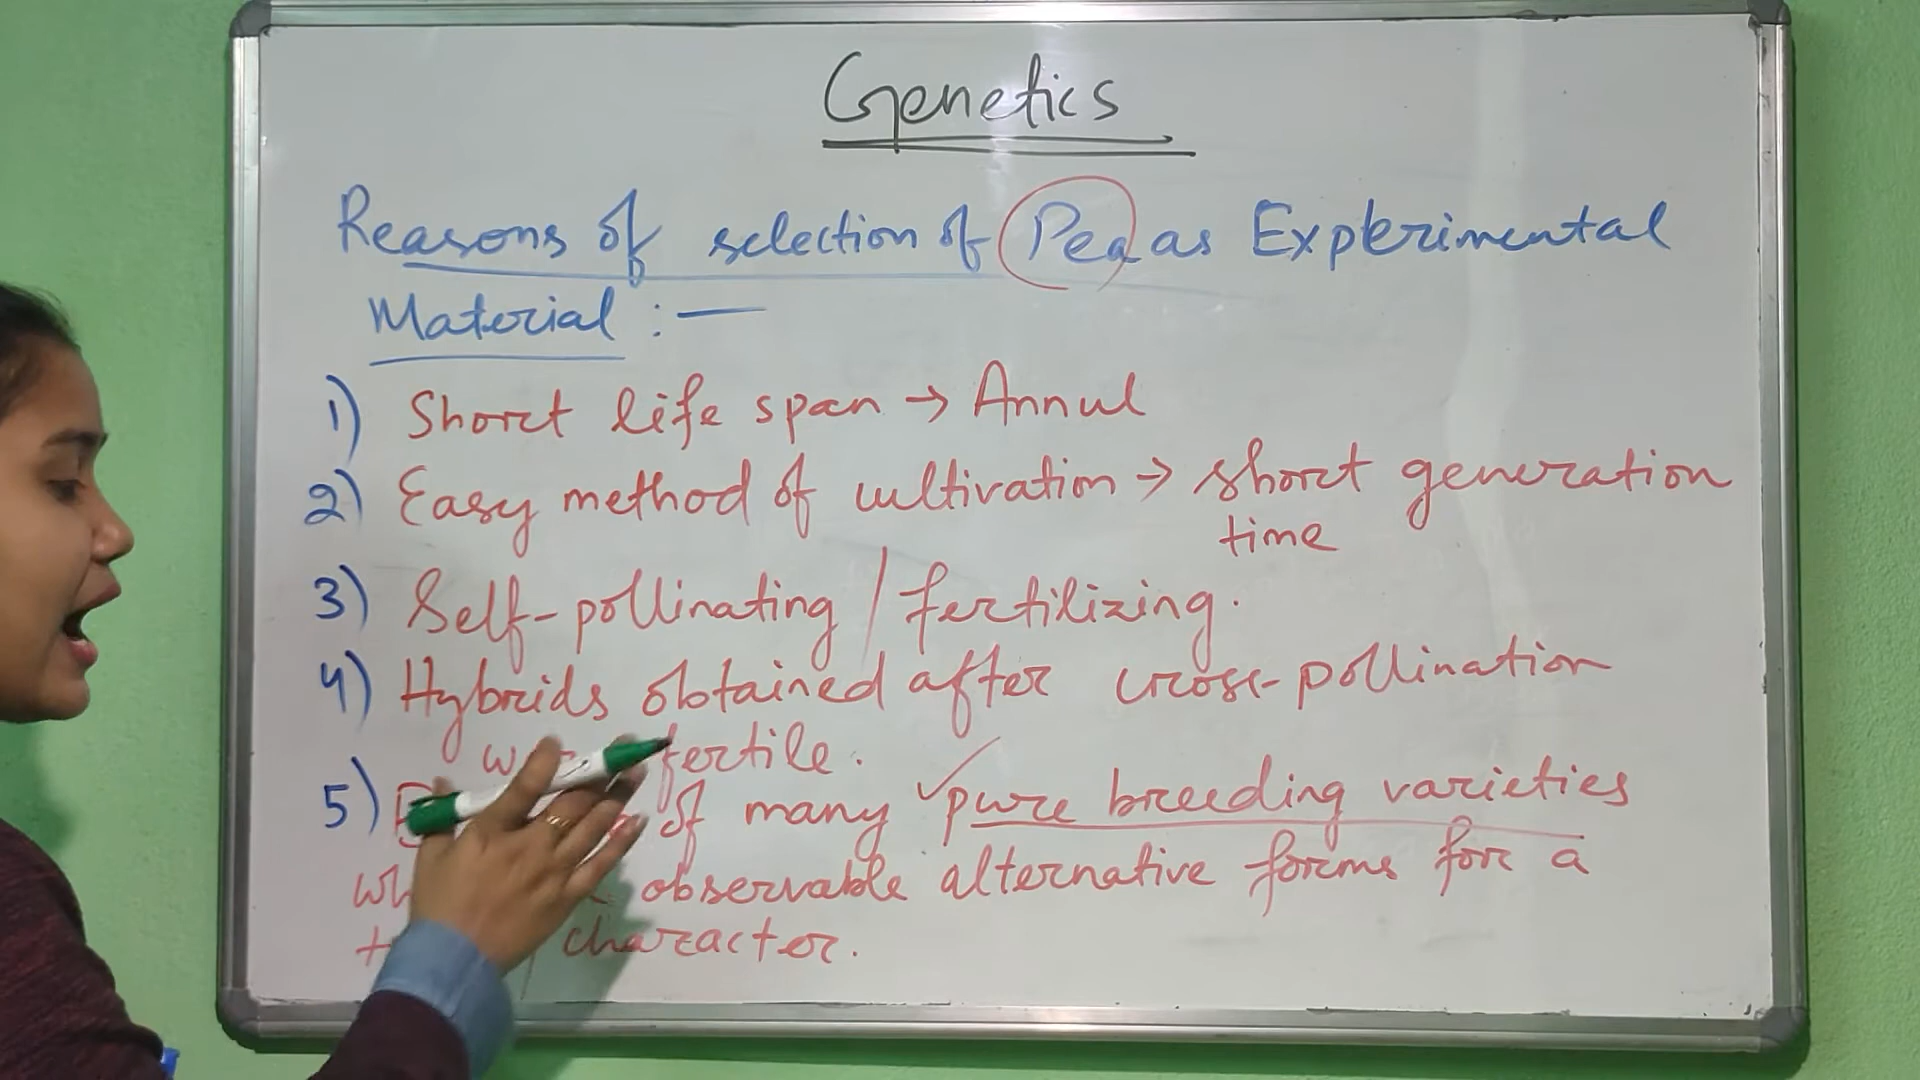 Genetics
Reasons of selection of Pea as Experimental
Material :—
1) Short life span → Annul
2) Easy method of cultivation → short generation
time
3) Self-pollinating / fertilizing.
4) Hybrids obtained after cross-pollination
fertile.
5) of many ✓pure breeding varieties
observable alternative forms for a
character.